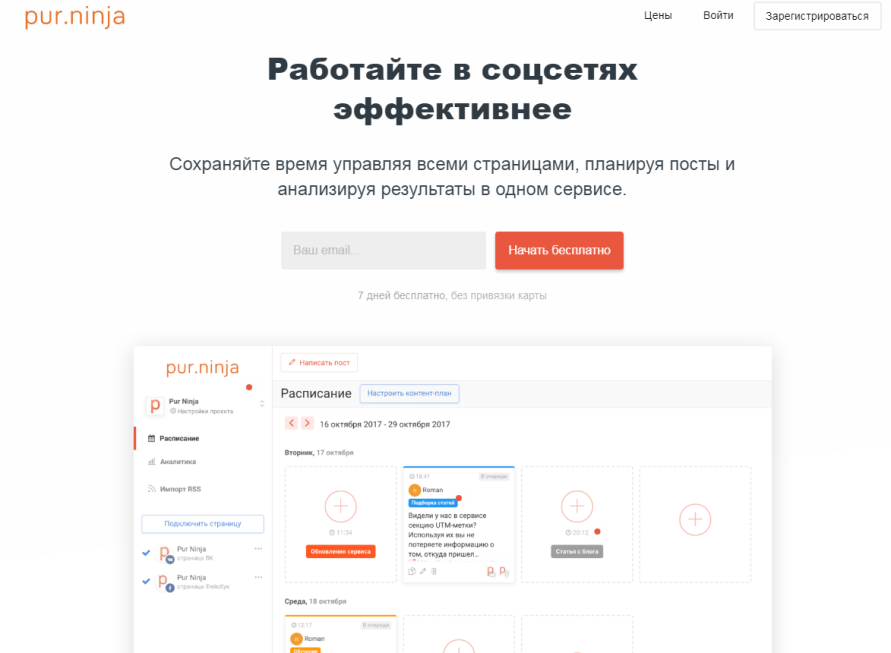 pur.ninja
Цены Войти Зарегистрироваться
Работайте в соцсетях
эффективнее
Сохраняйте время управляя всеми страницами, планируя посты и
анализируя результаты в одном сервисе.
Ваш email...
Начать бесплатно
7 дней бесплатно, без привязки карты
pur.ninja
Написать пост
Pur Ninja
Настройки проекта
Расписание
Настроить контент-план
16 октября 2017 - 29 октября 2017
Расписание
Аналитика
Импорт RSS
Подключить страницу
Pur Ninja
страница ВК
Pur Ninja
страница Фейсбук
Вторник, 17 октября
11:34
Обновления сервиса
16:41 В очереди
Roman
Подборка статей
Видели у нас в сервисе
секцию UTM-метки?
Используя их вы не
потеряете информацию о
том, откуда пришел...
20:12
Статья с блога
Среда, 18 октября
12:17 В очереди
Roman